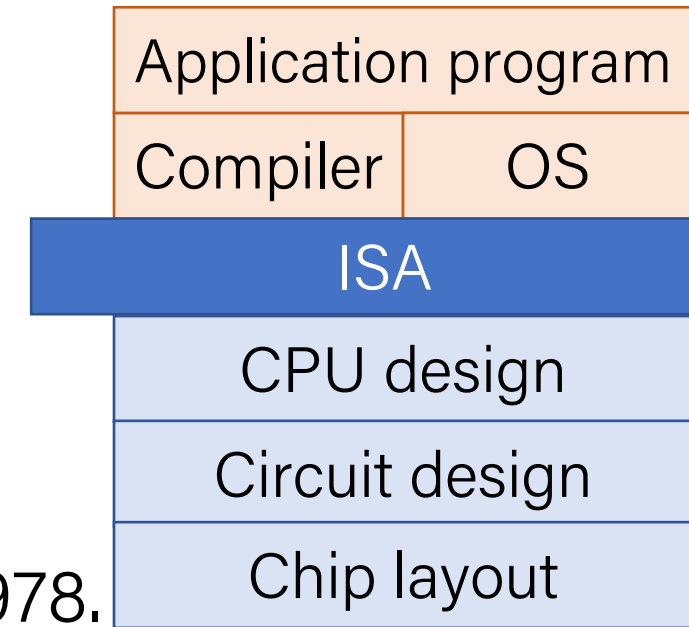 Application program
Compiler OS
ISA
CPU design
Circuit design
Chip layout
978.